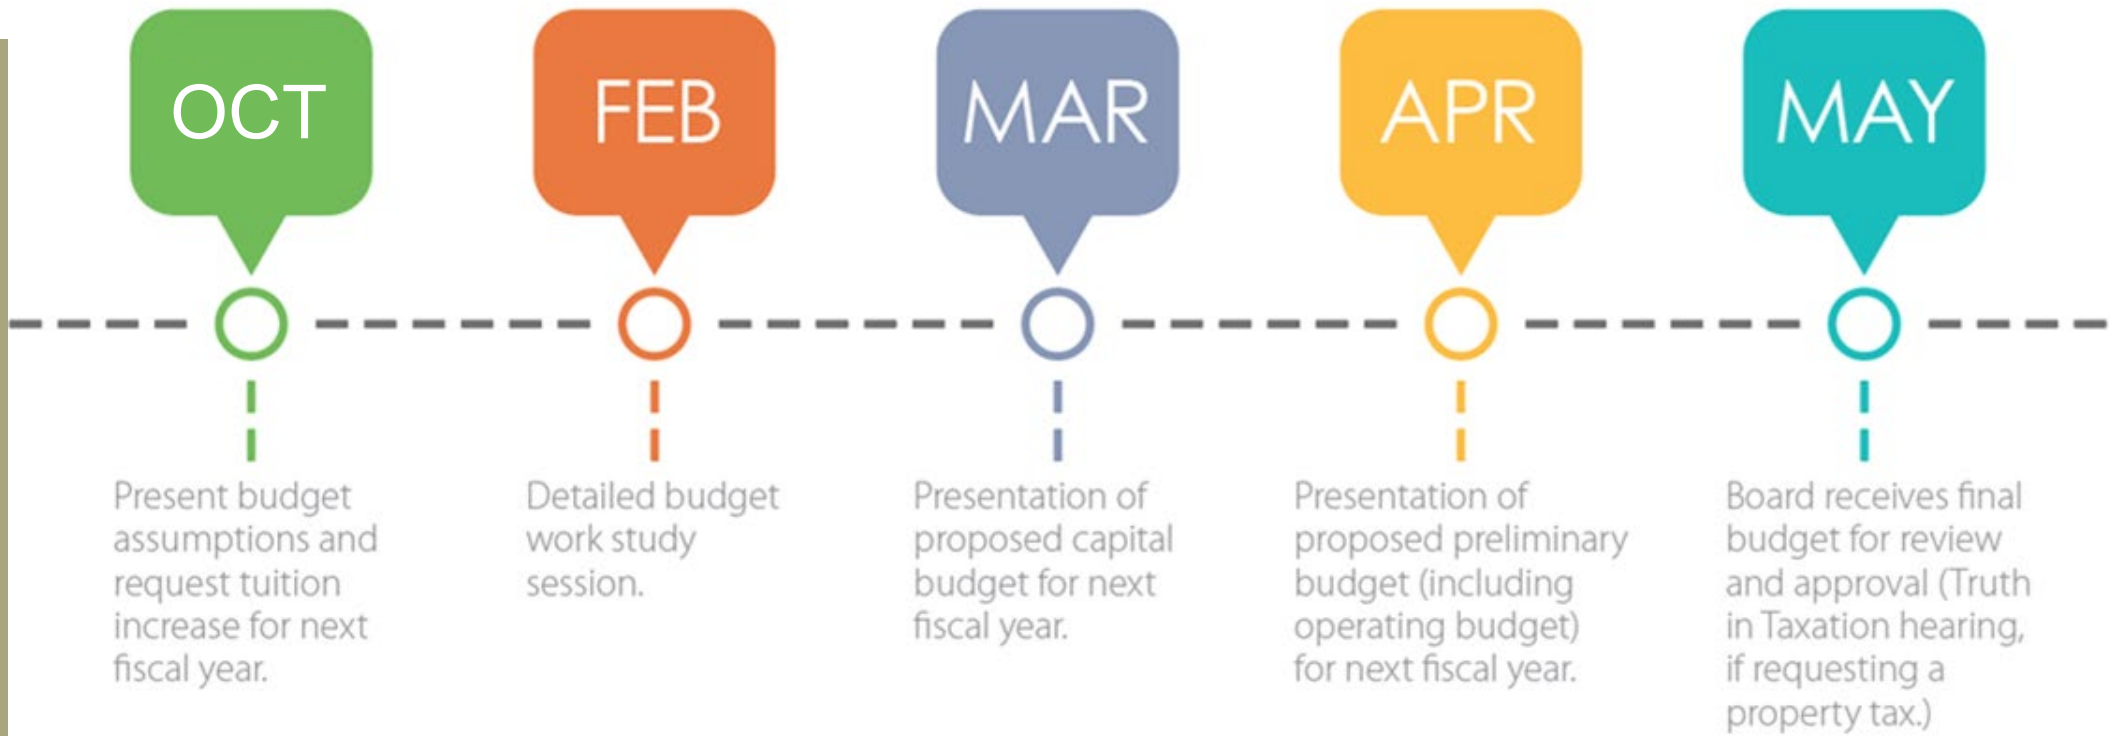 OCT
FEB
MAR
APR
MAY
Present budget
assumptions and
request tuition
increase for next
fiscal year.
Detailed budget
work study
session.
Presentation of
proposed capital
budget for next
fiscal year.
Presentation of
proposed preliminary
budget (including
operating budget)
for next fiscal year.
Board receives final
budget for review
and approval (Truth
in Taxation hearing,
if requesting a
property tax.)